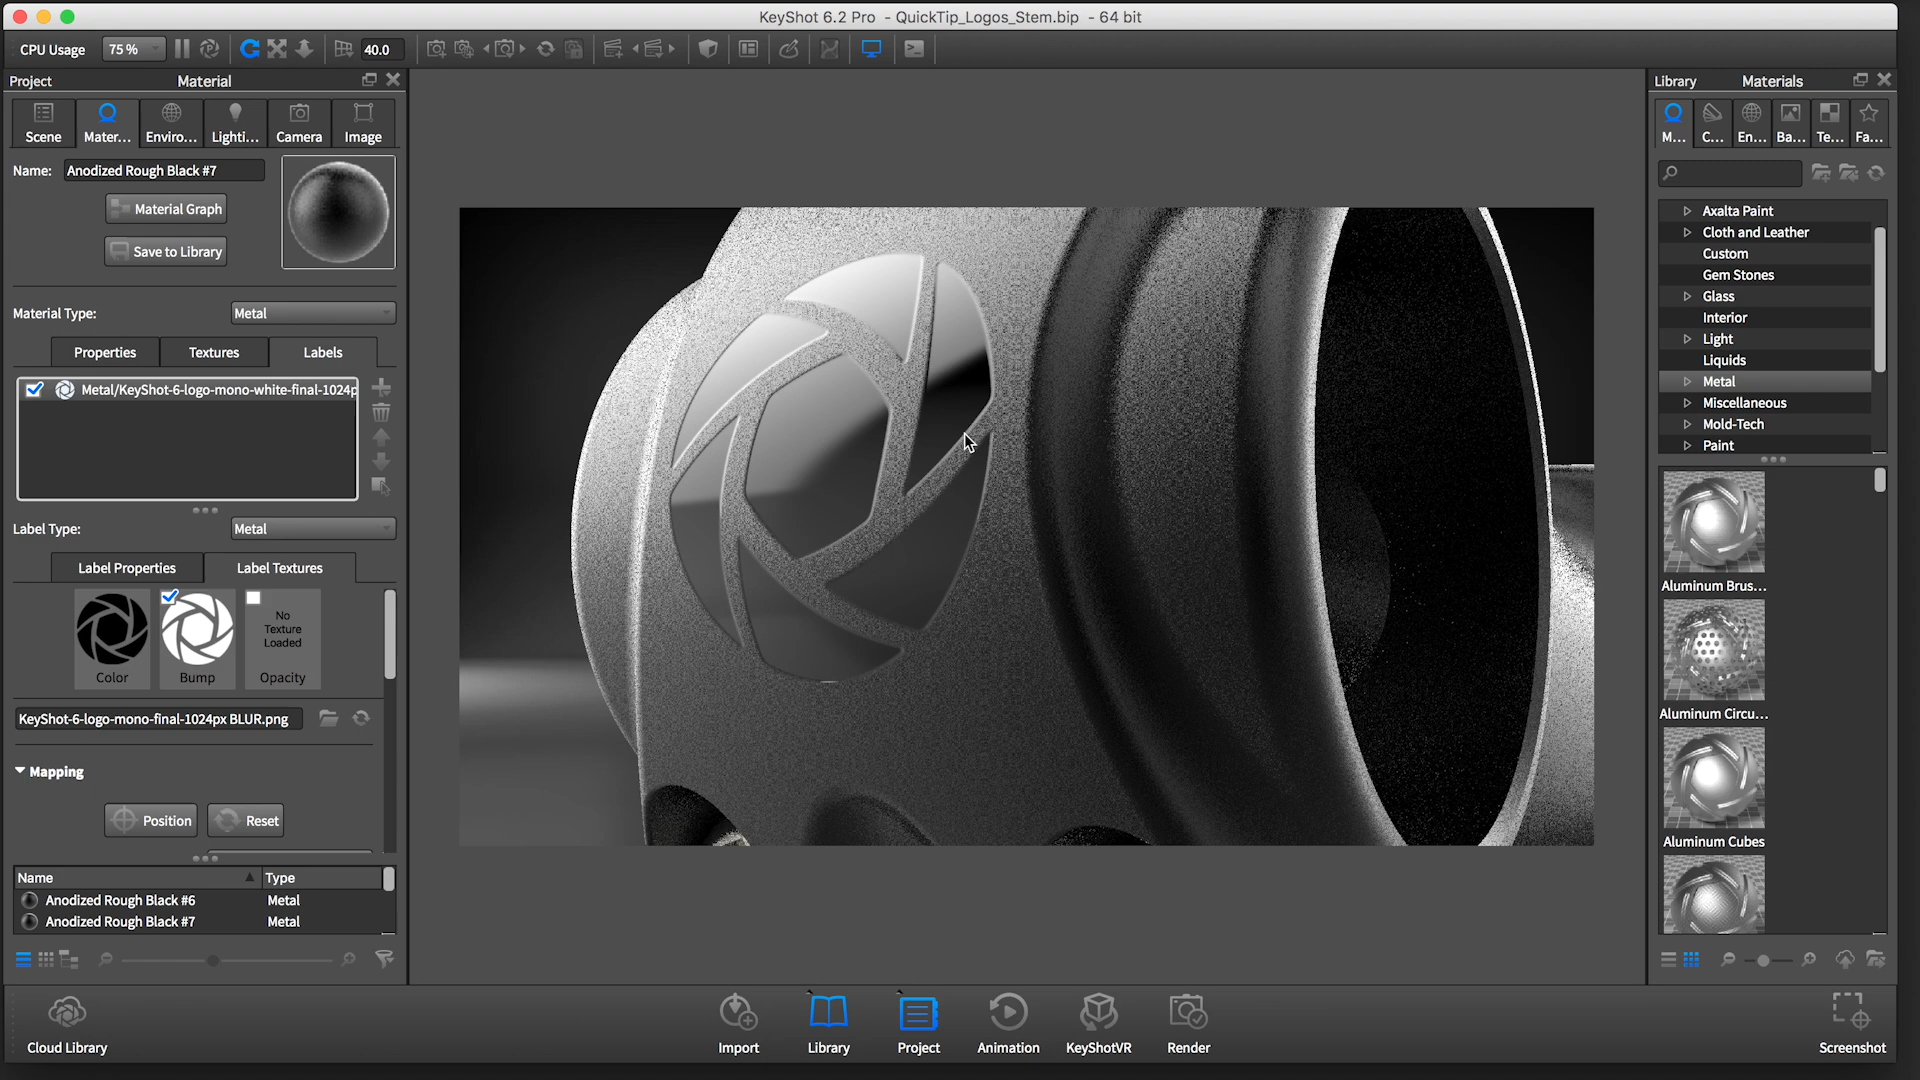 KeyShot 6.2 Pro - QuickTip_Logos_Stem.bip - 64 bit
CPU Usage 75 % 40.0
Project Material
Scene Mater... Enviro... Lighti... Camera Image
Name: Anodized Rough Black #7
Material Graph
Save to Library
Material Type: Metal
Properties Textures Labels
Metal/KeyShot-6-logo-mono-white-final-1024p
Label Type: Metal
Label Properties Label Textures
No
Texture
Loaded
Color Bump Opacity
KeyShot-6-logo-mono-final-1024px BLUR.png
Mapping
Position Reset
Name Type
Anodized Rough Black #6 Metal
Anodized Rough Black #7 Metal
Library Materials
M... C... En... Ba... Te... Fa...
Axalta Paint
Cloth and Leather
Custom
Gem Stones
Glass
Interior
Light
Liquids
Metal
Miscellaneous
Mold-Tech
Paint
Aluminum Brus...
Aluminum Circu...
Aluminum Cubes
Cloud Library Import Library Project Animation KeyShotVR Render Screenshot